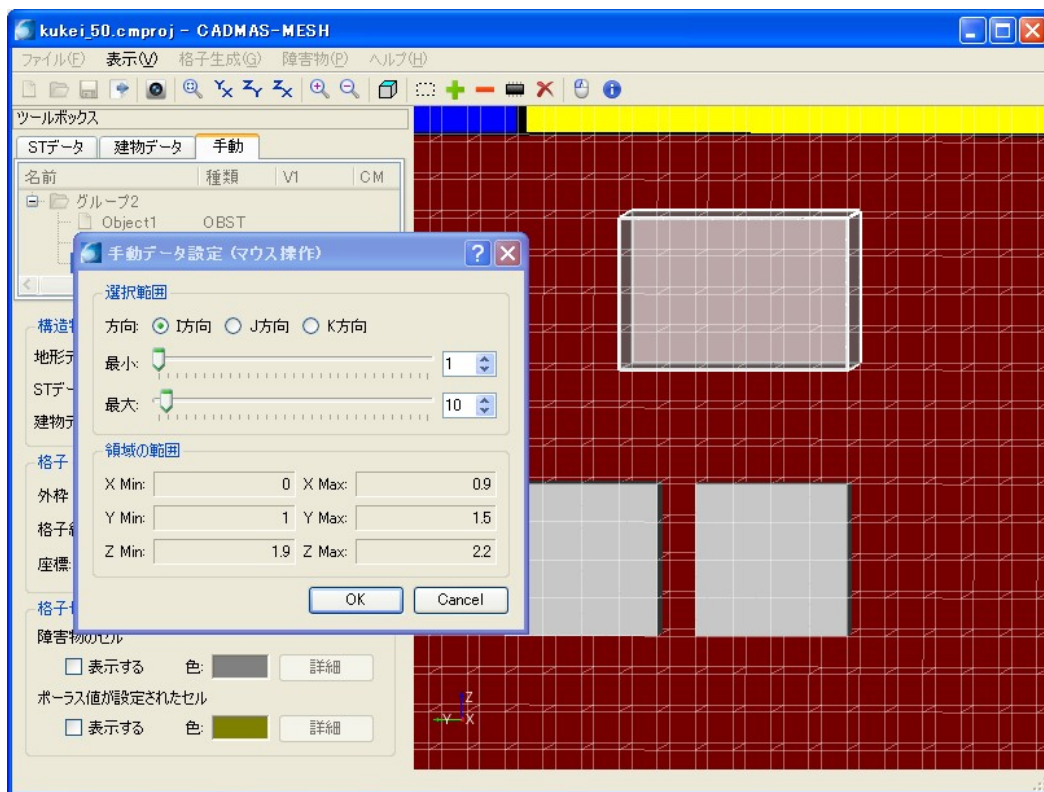 kukei_50.cmproj - CADMAS-MESH
ファイル(F) 表示(V) 格子生成(G) 障害物(P) ヘルプ(H)
YX ZY ZX
ツールボックス
STデータ 建物データ 手動
名前 種類 V1 CM
グループ2
Object1 OBST
手動データ設定 (マウス操作)
選択範囲
方向: I方向 J方向 K方向
最小: 1
最大: 10
領域の範囲
X Min: 0 X Max: 0.9
Y Min: 1 Y Max: 1.5
Z Min: 1.9 Z Max: 2.2
OK Cancel
構造
地形デ
STデー
建物デ
格子
外枠
格子
座標:
格子
障害物のセル
表示する 色: 詳細
ポーラス値が設定されたセル
表示する 色: 詳細
Z
Y X